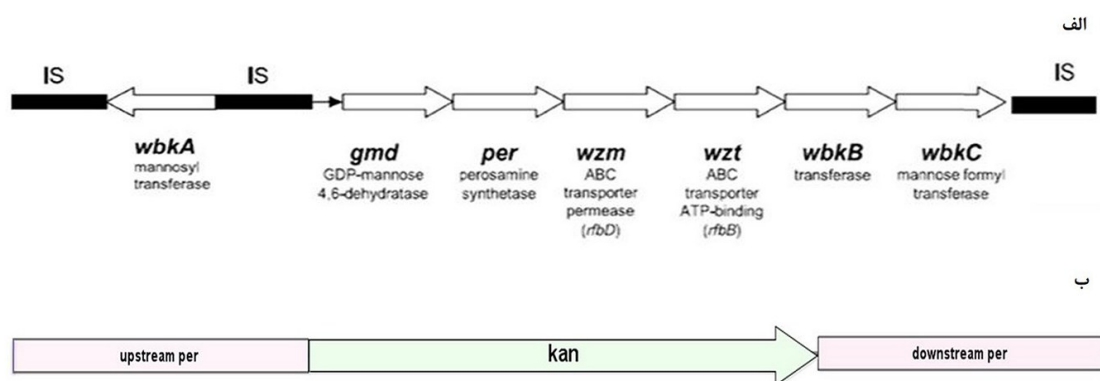 الف
IS
IS
IS
wbkA
mannosyl
transferase
gmd
GDP-mannose
4,6-dehydratase
per
perosamine
synthetase
wzm
ABC
transporter
permease
(rfbD)
wzt
ABC
transporter
ATP-binding
(rfbB)
wbkB
transferase
wbkC
mannose formyl
transferase
ب
upstream per
kan
downstream per